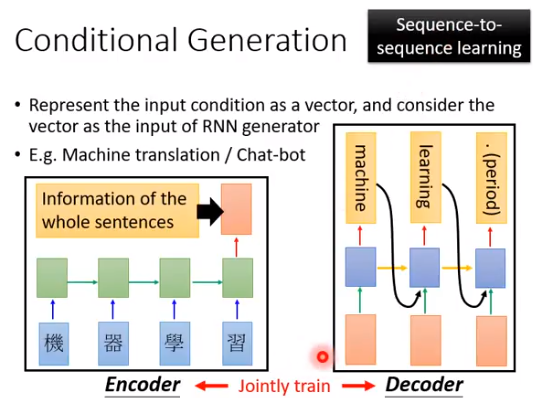 Conditional Generation
Sequence-to-
sequence learning
• Represent the input condition as a vector, and consider the
vector as the input of RNN generator
• E.g. Machine translation / Chat-bot
Information of the
whole sentences
機
器
學
習
machine
learning
. (period)
Encoder
Jointly train
Decoder